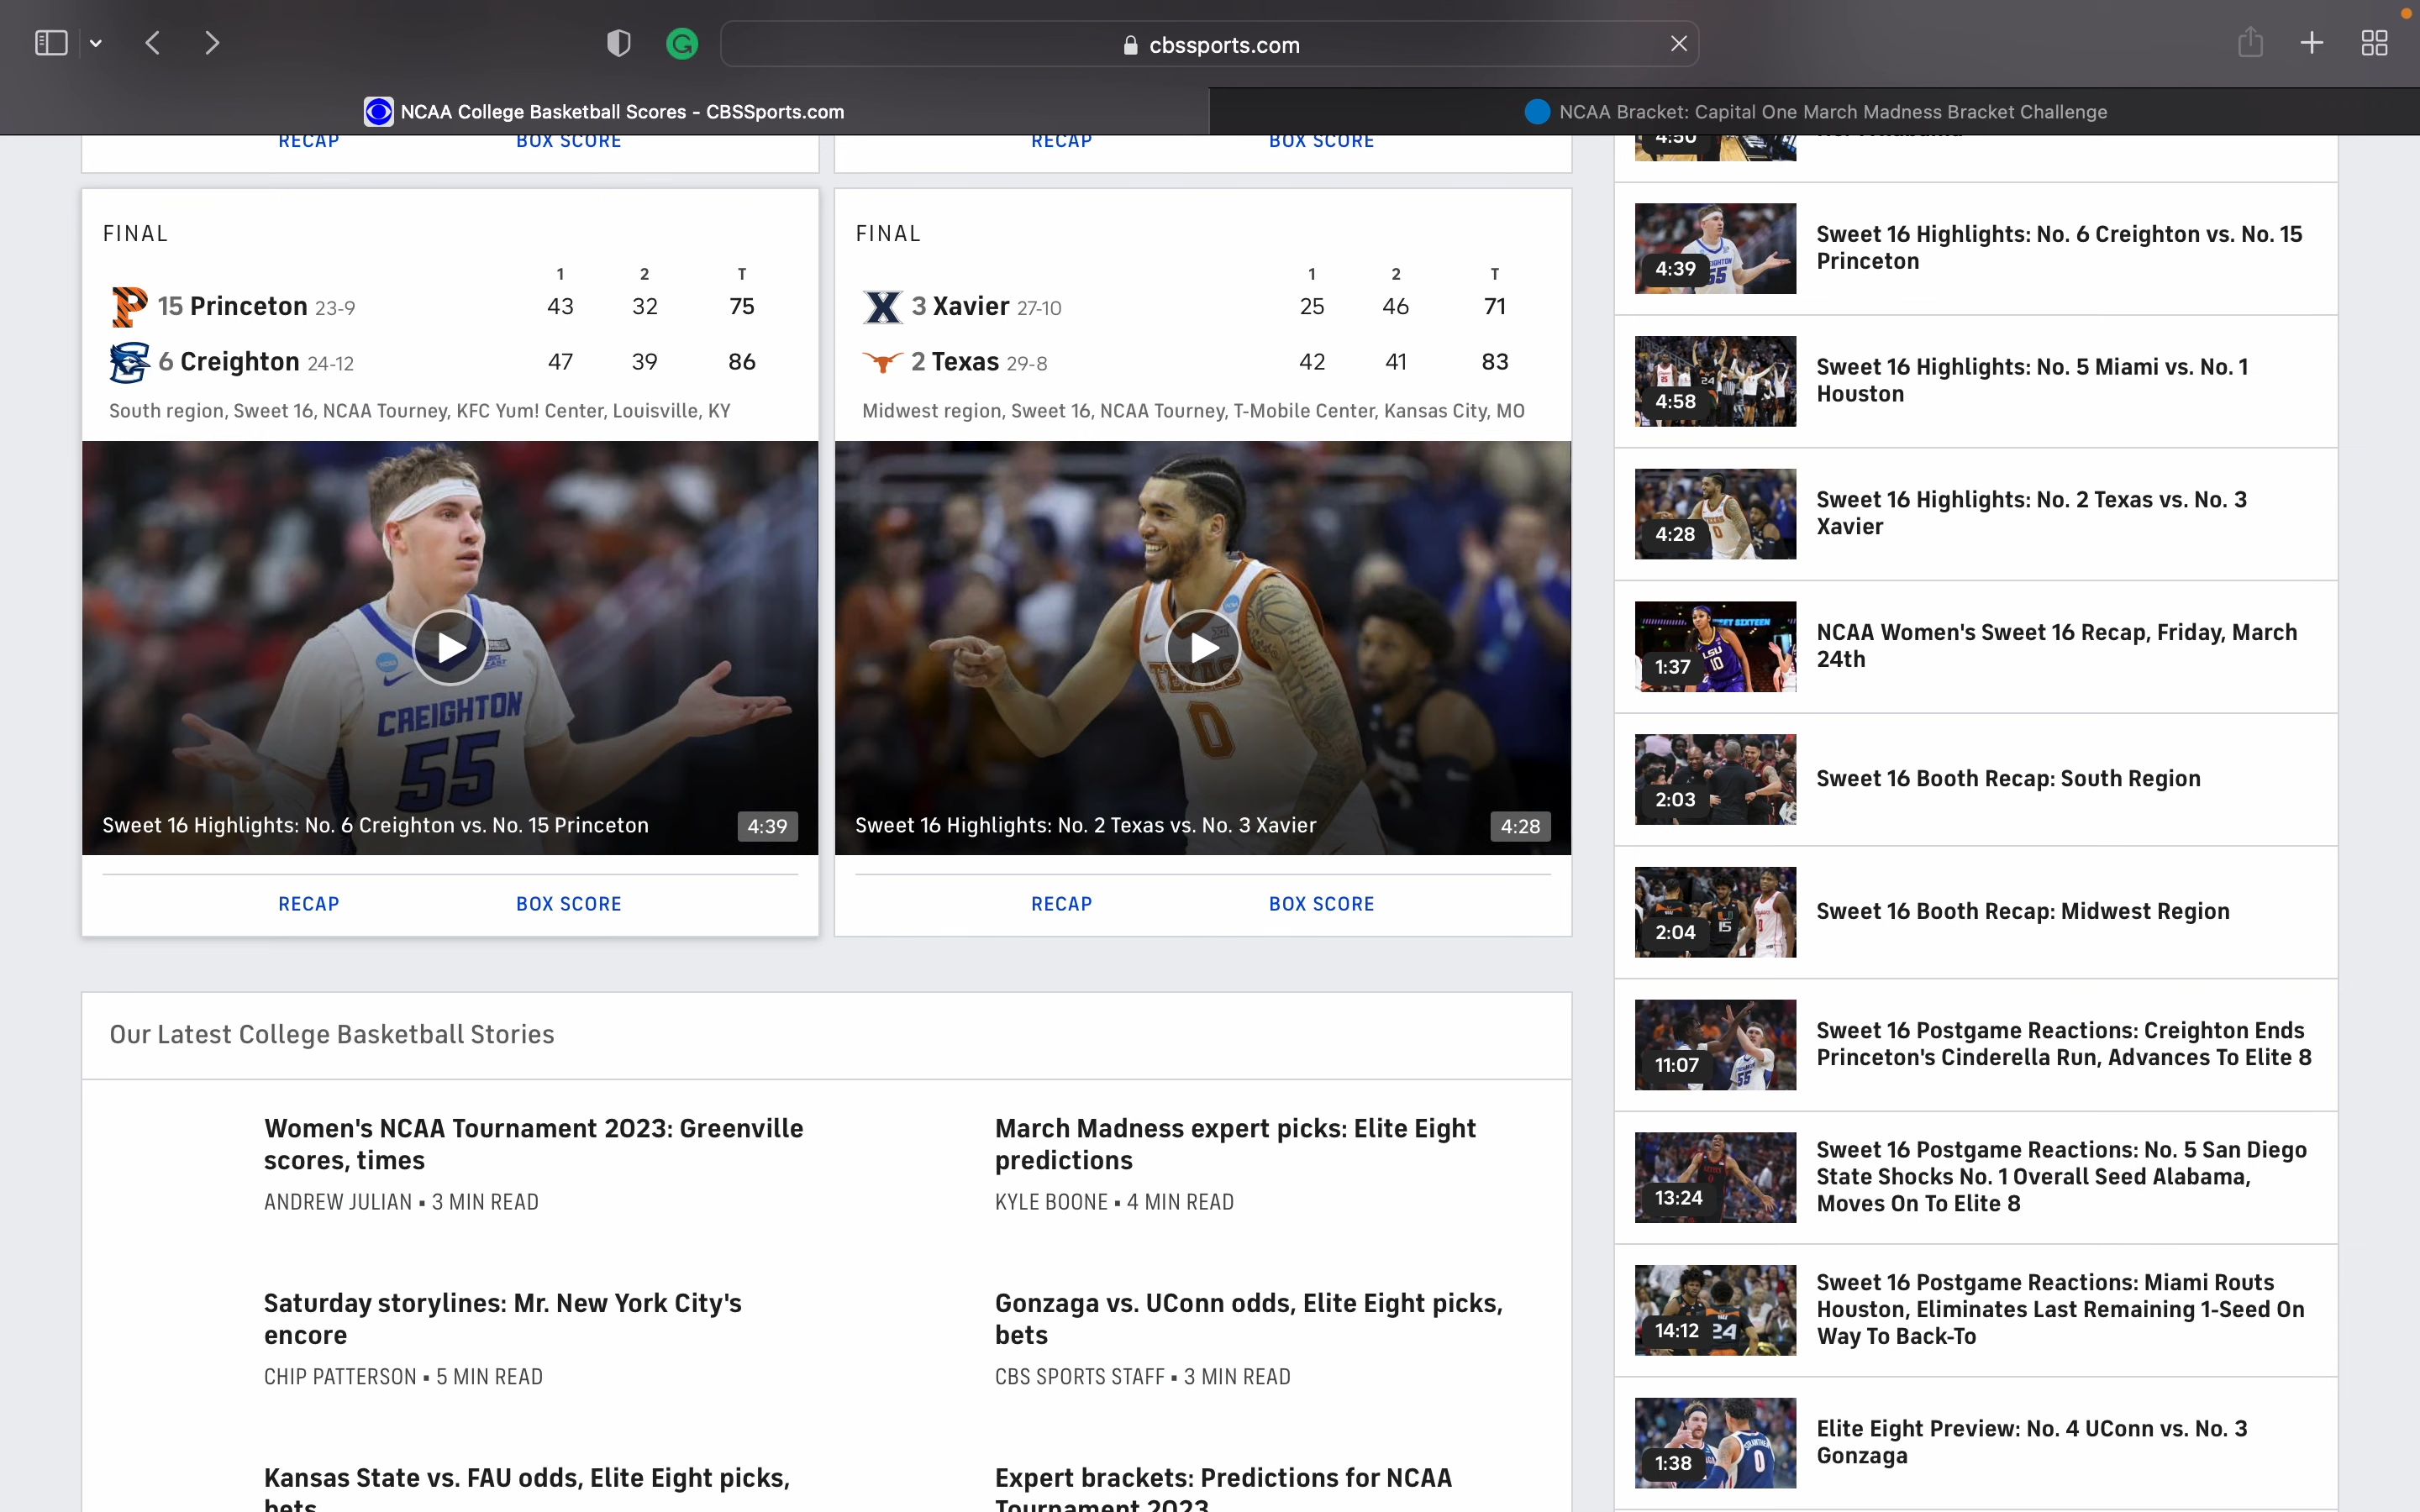 cbssports.com
NCAA College Basketball Scores - CBSSports.com
NCAA Bracket: Capital One March Madness Bracket Challenge
RECAP BOX SCORE
RECAP BOX SCORE
4:50
FINAL
1 2 T
15 Princeton 23-9 43 32 75
6 Creighton 24-12 47 39 86
South region, Sweet 16, NCAA Tourney, KFC Yum! Center, Louisville, KY
CREIGHTON
55
Sweet 16 Highlights: No. 6 Creighton vs. No. 15 Princeton 4:39
RECAP BOX SCORE
FINAL
1 2 T
3 Xavier 27-10 25 46 71
2 Texas 29-8 42 41 83
Midwest region, Sweet 16, NCAA Tourney, T-Mobile Center, Kansas City, MO
TEXAS
0
Sweet 16 Highlights: No. 2 Texas vs. No. 3 Xavier 4:28
RECAP BOX SCORE
Our Latest College Basketball Stories
Women's NCAA Tournament 2023: Greenville
scores, times
ANDREW JULIAN ▪ 3 MIN READ
March Madness expert picks: Elite Eight
predictions
KYLE BOONE ▪ 4 MIN READ
Saturday storylines: Mr. New York City's
encore
CHIP PATTERSON ▪ 5 MIN READ
Gonzaga vs. UConn odds, Elite Eight picks,
bets
CBS SPORTS STAFF ▪ 3 MIN READ
Kansas State vs. FAU odds, Elite Eight picks,
bets
Expert brackets: Predictions for NCAA
Tournament 2023
4:39
Sweet 16 Highlights: No. 6 Creighton vs. No. 15
Princeton
4:58
Sweet 16 Highlights: No. 5 Miami vs. No. 1
Houston
4:28
Sweet 16 Highlights: No. 2 Texas vs. No. 3
Xavier
1:37
LSU
10
NCAA Women's Sweet 16 Recap, Friday, March
24th
2:03
Sweet 16 Booth Recap: South Region
2:04
15
Sweet 16 Booth Recap: Midwest Region
11:07
55
Sweet 16 Postgame Reactions: Creighton Ends
Princeton's Cinderella Run, Advances To Elite 8
13:24
Sweet 16 Postgame Reactions: No. 5 San Diego
State Shocks No. 1 Overall Seed Alabama,
Moves On To Elite 8
14:12
24
Sweet 16 Postgame Reactions: Miami Routs
Houston, Eliminates Last Remaining 1-Seed On
Way To Back-To
1:38
0
Elite Eight Preview: No. 4 UConn vs. No. 3
Gonzaga